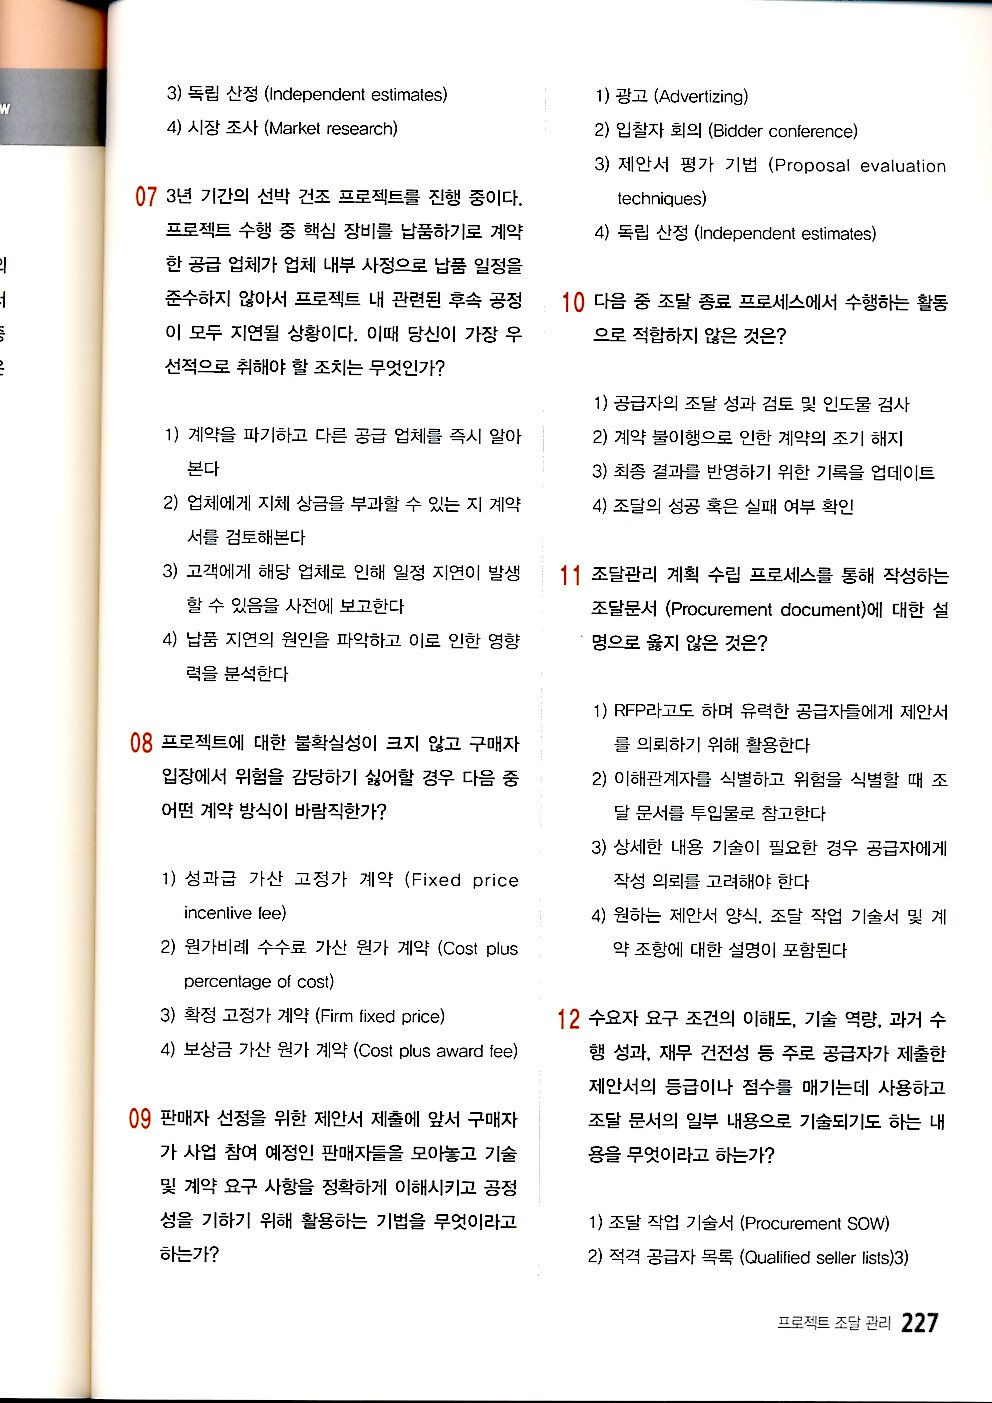 w
3) 독립 산정 (Independent estimates)
4) 시장 조사 (Market research)
07 3년 기간의 선박 건조 프로젝트를 진행 중이다.
프로젝트 수행 중 핵심 장비를 납품하기로 계약
한 공급 업체가 업체 내부 사정으로 납품 일정을
준수하지 않아서 프로젝트 내 관련된 후속 공정
이 모두 지연될 상황이다. 이때 당신이 가장 우
선적으로 취해야 할 조치는 무엇인가?
1) 계약을 파기하고 다른 공급 업체를 즉시 알아
본다
2) 업체에게 지체 상금을 부과할 수 있는 지 계약
서를 검토해본다
3) 고객에게 해당 업체로 인해 일정 지연이 발생
할 수 있음을 사전에 보고한다
4) 납품 지연의 원인을 파악하고 이로 인한 영향
력을 분석한다
08 프로젝트에 대한 불확실성이 크지 않고 구매자
입장에서 위험을 감당하기 싫어할 경우 다음 중
어떤 계약 방식이 바람직한가?
1) 성과급 가산 고정가 계약 (Fixed price
incentive fee)
2) 원가비례 수수료 가산 원가 계약 (Cost plus
percentage of cost)
3) 확정 고정가 계약 (Firm fixed price)
4) 보상금 가산 원가 계약 (Cost plus award fee)
09 판매자 선정을 위한 제안서 제출에 앞서 구매자
가 사업 참여 예정인 판매자들을 모아놓고 기술
및 계약 요구 사항을 정확하게 이해시키고 공정
성을 기하기 위해 활용하는 기법을 무엇이라고
하는가?
1) 광고 (Advertizing)
2) 입찰자 회의 (Bidder conference)
3) 제안서 평가 기법 (Proposal evaluation
techniques)
4) 독립 산정 (Independent estimates)
10 다음 중 조달 종료 프로세스에서 수행하는 활동
으로 적합하지 않은 것은?
1) 공급자의 조달 성과 검토 및 인도물 검사
2) 계약 불이행으로 인한 계약의 조기 해지
3) 최종 결과를 반영하기 위한 기록을 업데이트
4) 조달의 성공 혹은 실패 여부 확인
11 조달관리 계획 수립 프로세스를 통해 작성하는
조달문서 (Procurement document)에 대한 설
명으로 옳지 않은 것은?
1) RFP라고도 하며 유력한 공급자들에게 제안서
를 의뢰하기 위해 활용한다
2) 이해관계자를 식별하고 위험을 식별할 때 조
달 문서를 투입물로 참고한다
3) 상세한 내용 기술이 필요한 경우 공급자에게
작성 의뢰를 고려해야 한다
4) 원하는 제안서 양식, 조달 작업 기술서 및 계
약 조항에 대한 설명이 포함된다
12 수요자 요구 조건의 이해도, 기술 역량, 과거 수
행 성과, 재무 건전성 등 주로 공급자가 제출한
제안서의 등급이나 점수를 매기는데 사용하고
조달 문서의 일부 내용으로 기술되기도 하는 내
용을 무엇이라고 하는가?
1) 조달 작업 기술서 (Procurement SOW)
2) 적격 공급자 목록 (Qualified seller lists)3)
프로젝트 조달 관리 227